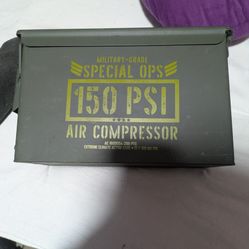 MILITARY-GRADE
SPECIAL OPS
150 PSI
AIR COMPRESSOR